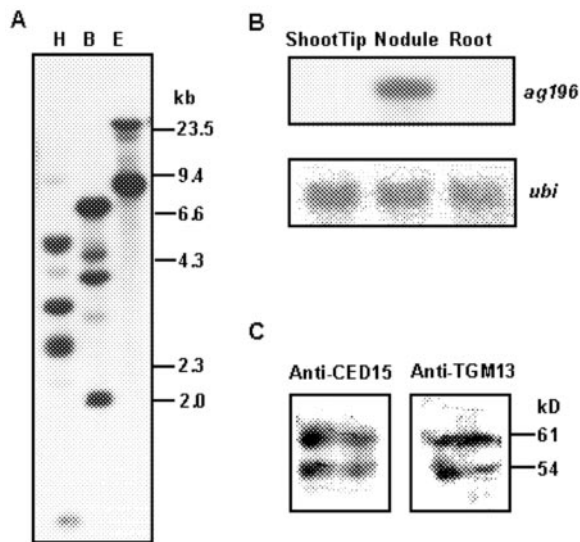 A
H B E
kb
23.5
9.4
6.6
4.3
2.3
2.0
B
ShootTip Nodule Root
ag196
ubi
C
Anti-CED15 Anti-TGM13
kD
61
54